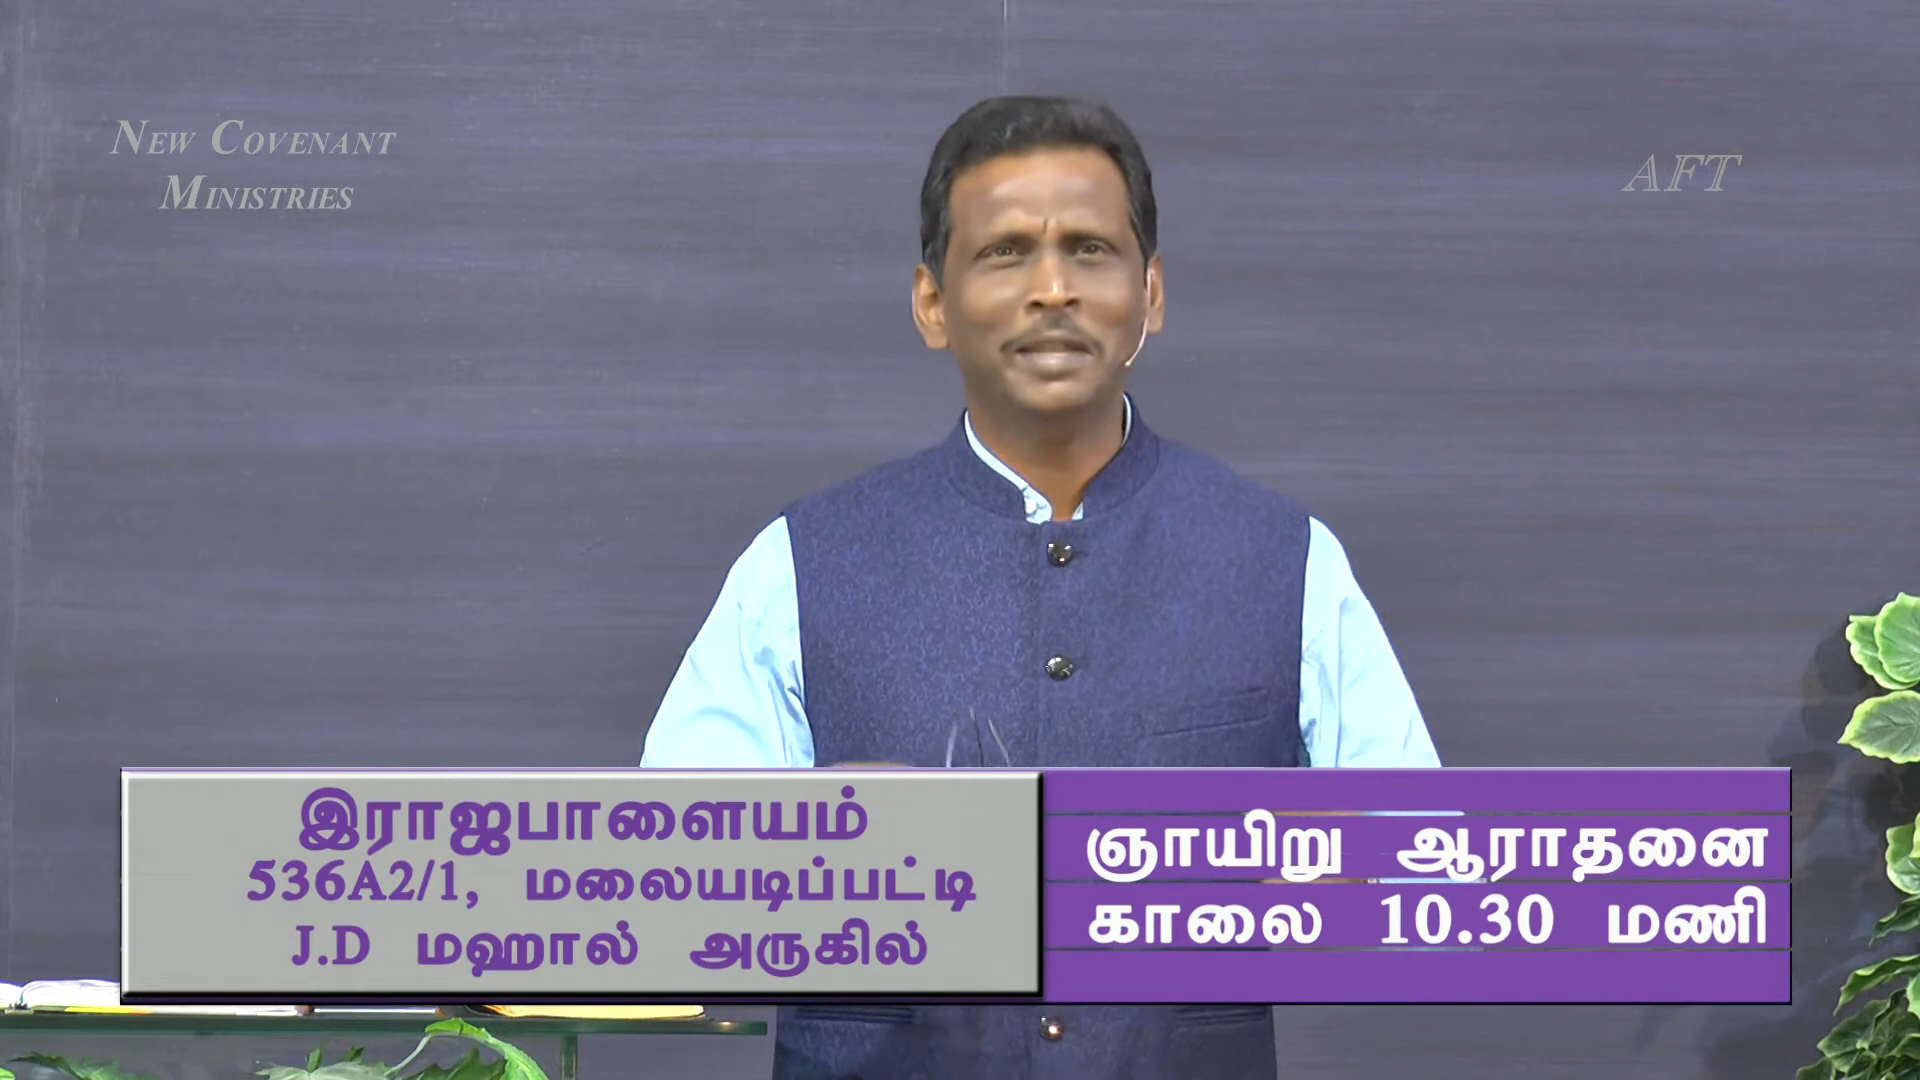 New Covenant
Ministries
AFT
இராஜபாளையம்
536A2/1, மலையடிப்பட்டி
J.D மஹால் அருகில்
ஞாயிறு ஆராதனை
காலை 10.30 மணி